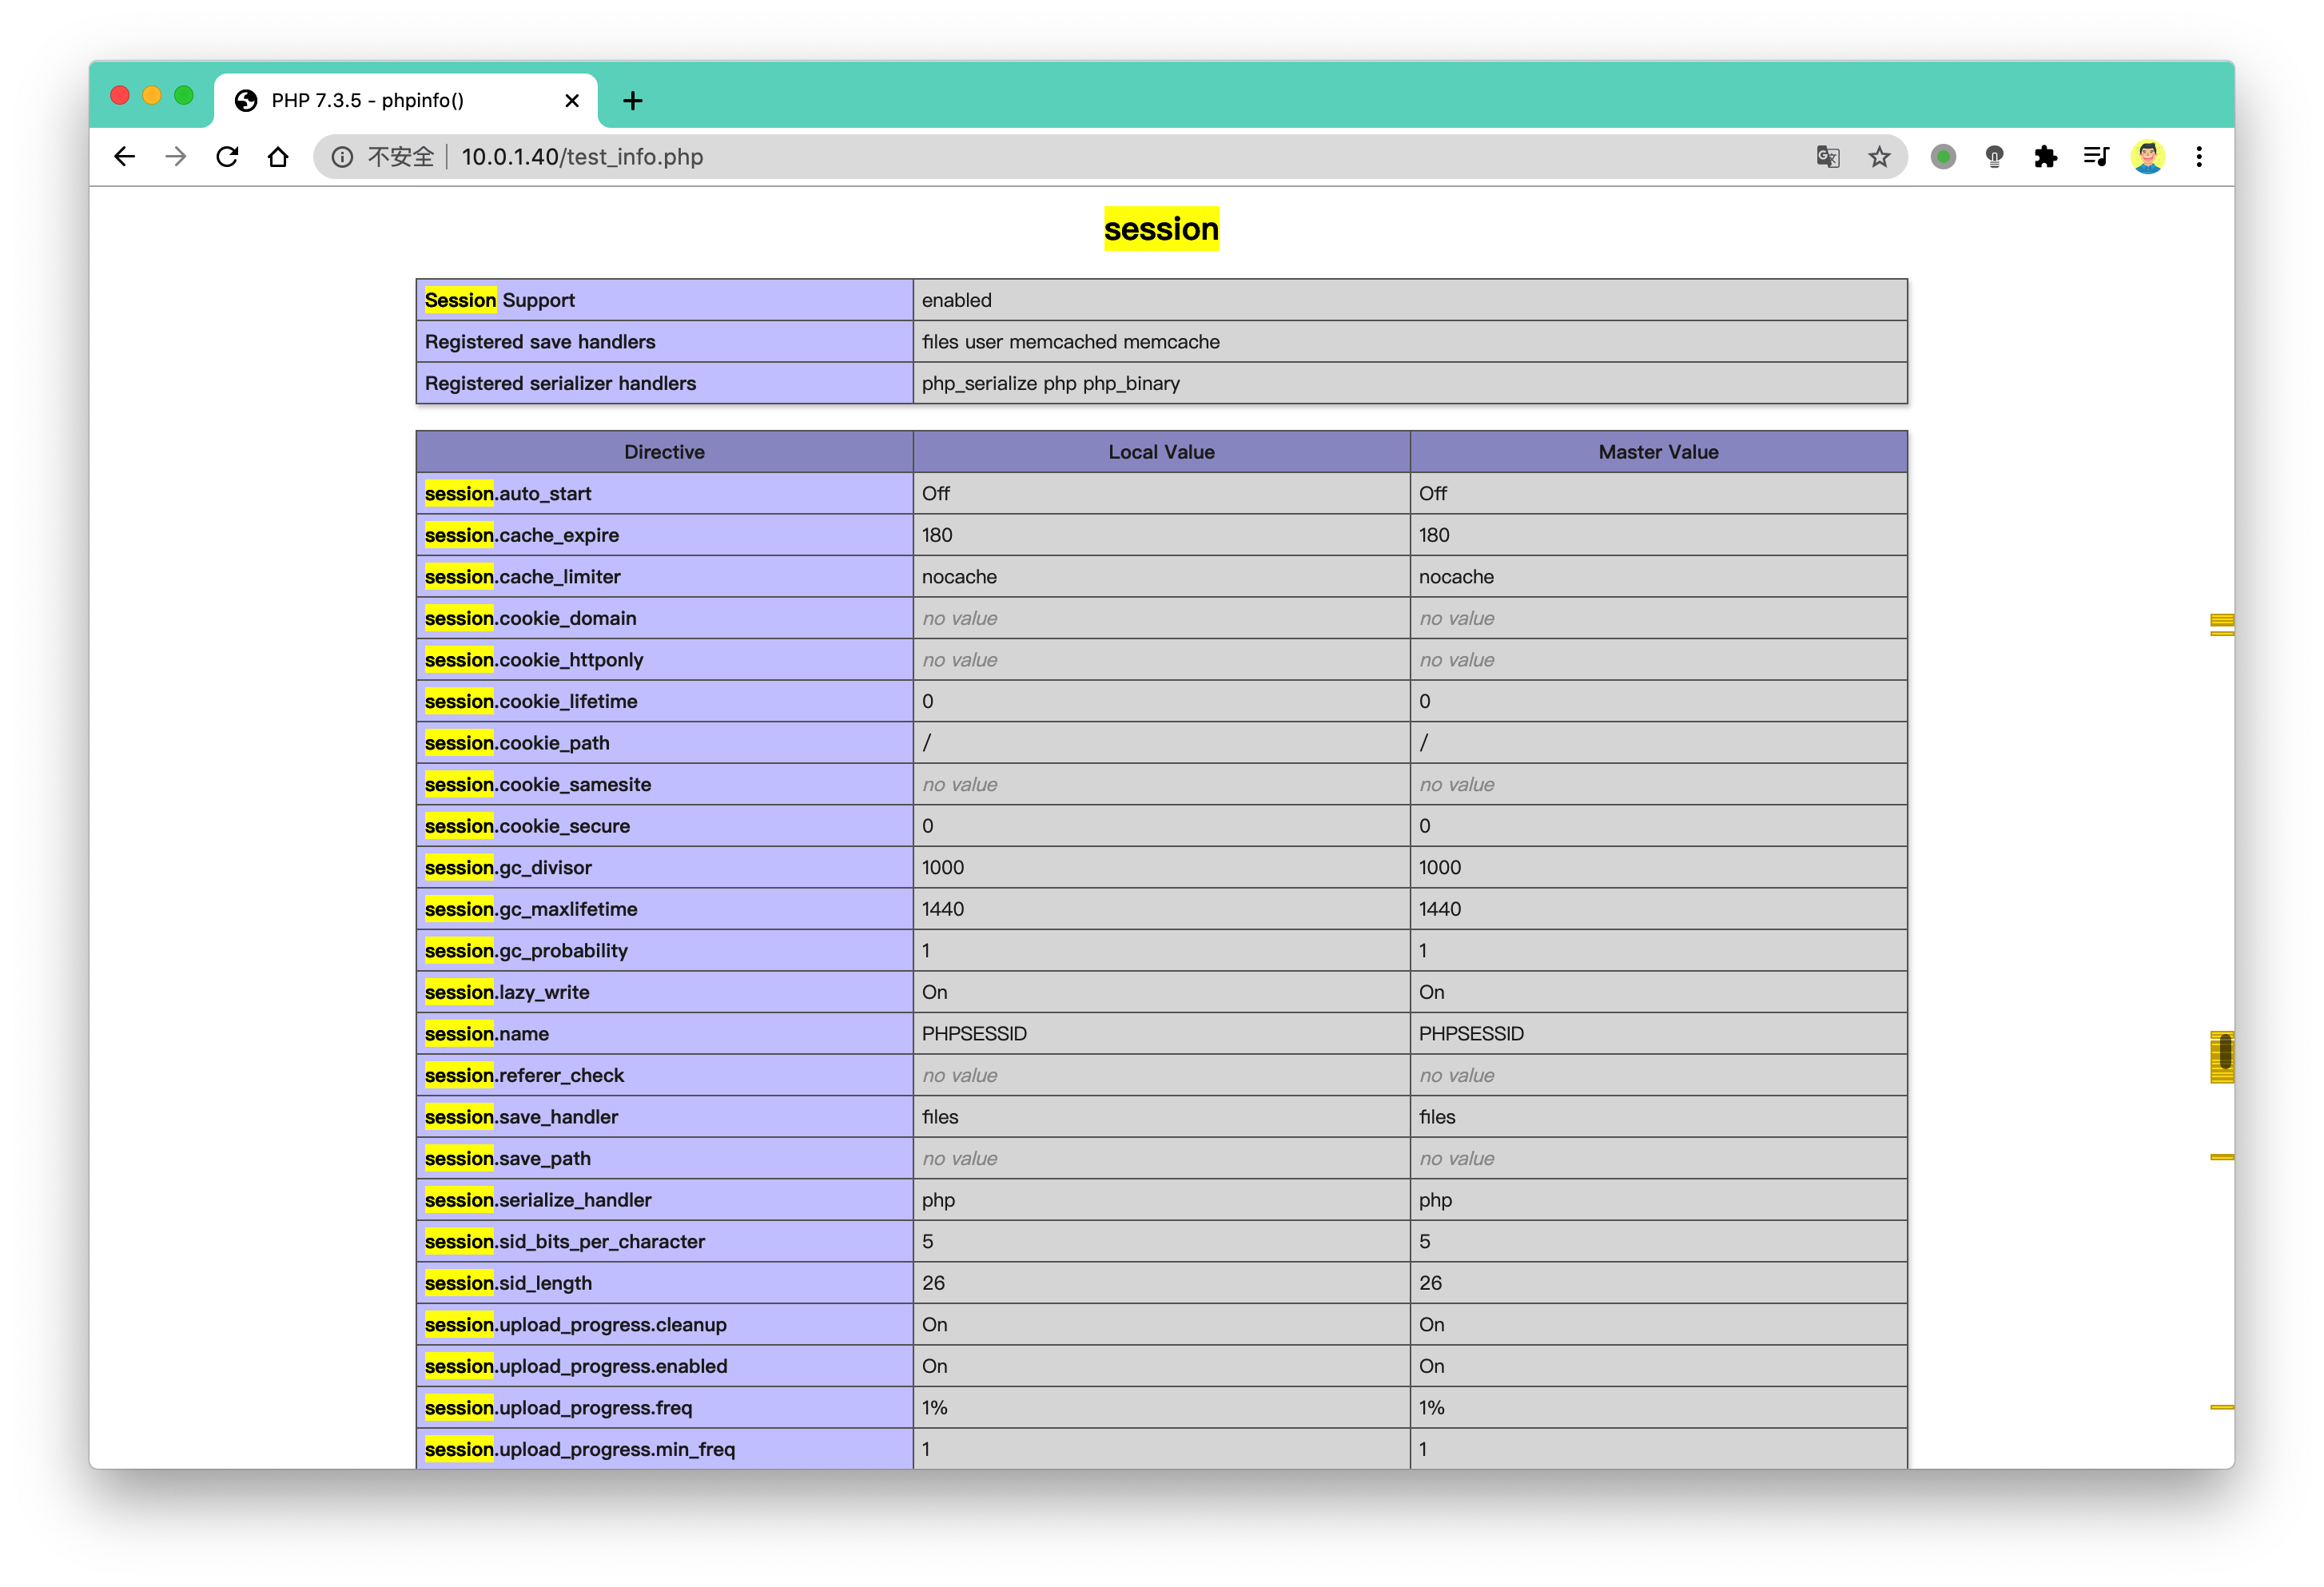 PHP 7.3.5 - phpinfo()
不安全 10.0.1.40/test_info.php
session
Session Support enabled
Registered save handlers files user memcached memcache
Registered serializer handlers php_serialize php php_binary
Directive Local Value Master Value
session.auto_start Off Off
session.cache_expire 180 180
session.cache_limiter nocache nocache
session.cookie_domain no value no value
session.cookie_httponly no value no value
session.cookie_lifetime 0 0
session.cookie_path / /
session.cookie_samesite no value no value
session.cookie_secure 0 0
session.gc_divisor 1000 1000
session.gc_maxlifetime 1440 1440
session.gc_probability 1 1
session.lazy_write On On
session.name PHPSESSID PHPSESSID
session.referer_check no value no value
session.save_handler files files
session.save_path no value no value
session.serialize_handler php php
session.sid_bits_per_character 5 5
session.sid_length 26 26
session.upload_progress.cleanup On On
session.upload_progress.enabled On On
session.upload_progress.freq 1% 1%
session.upload_progress.min_freq 1 1